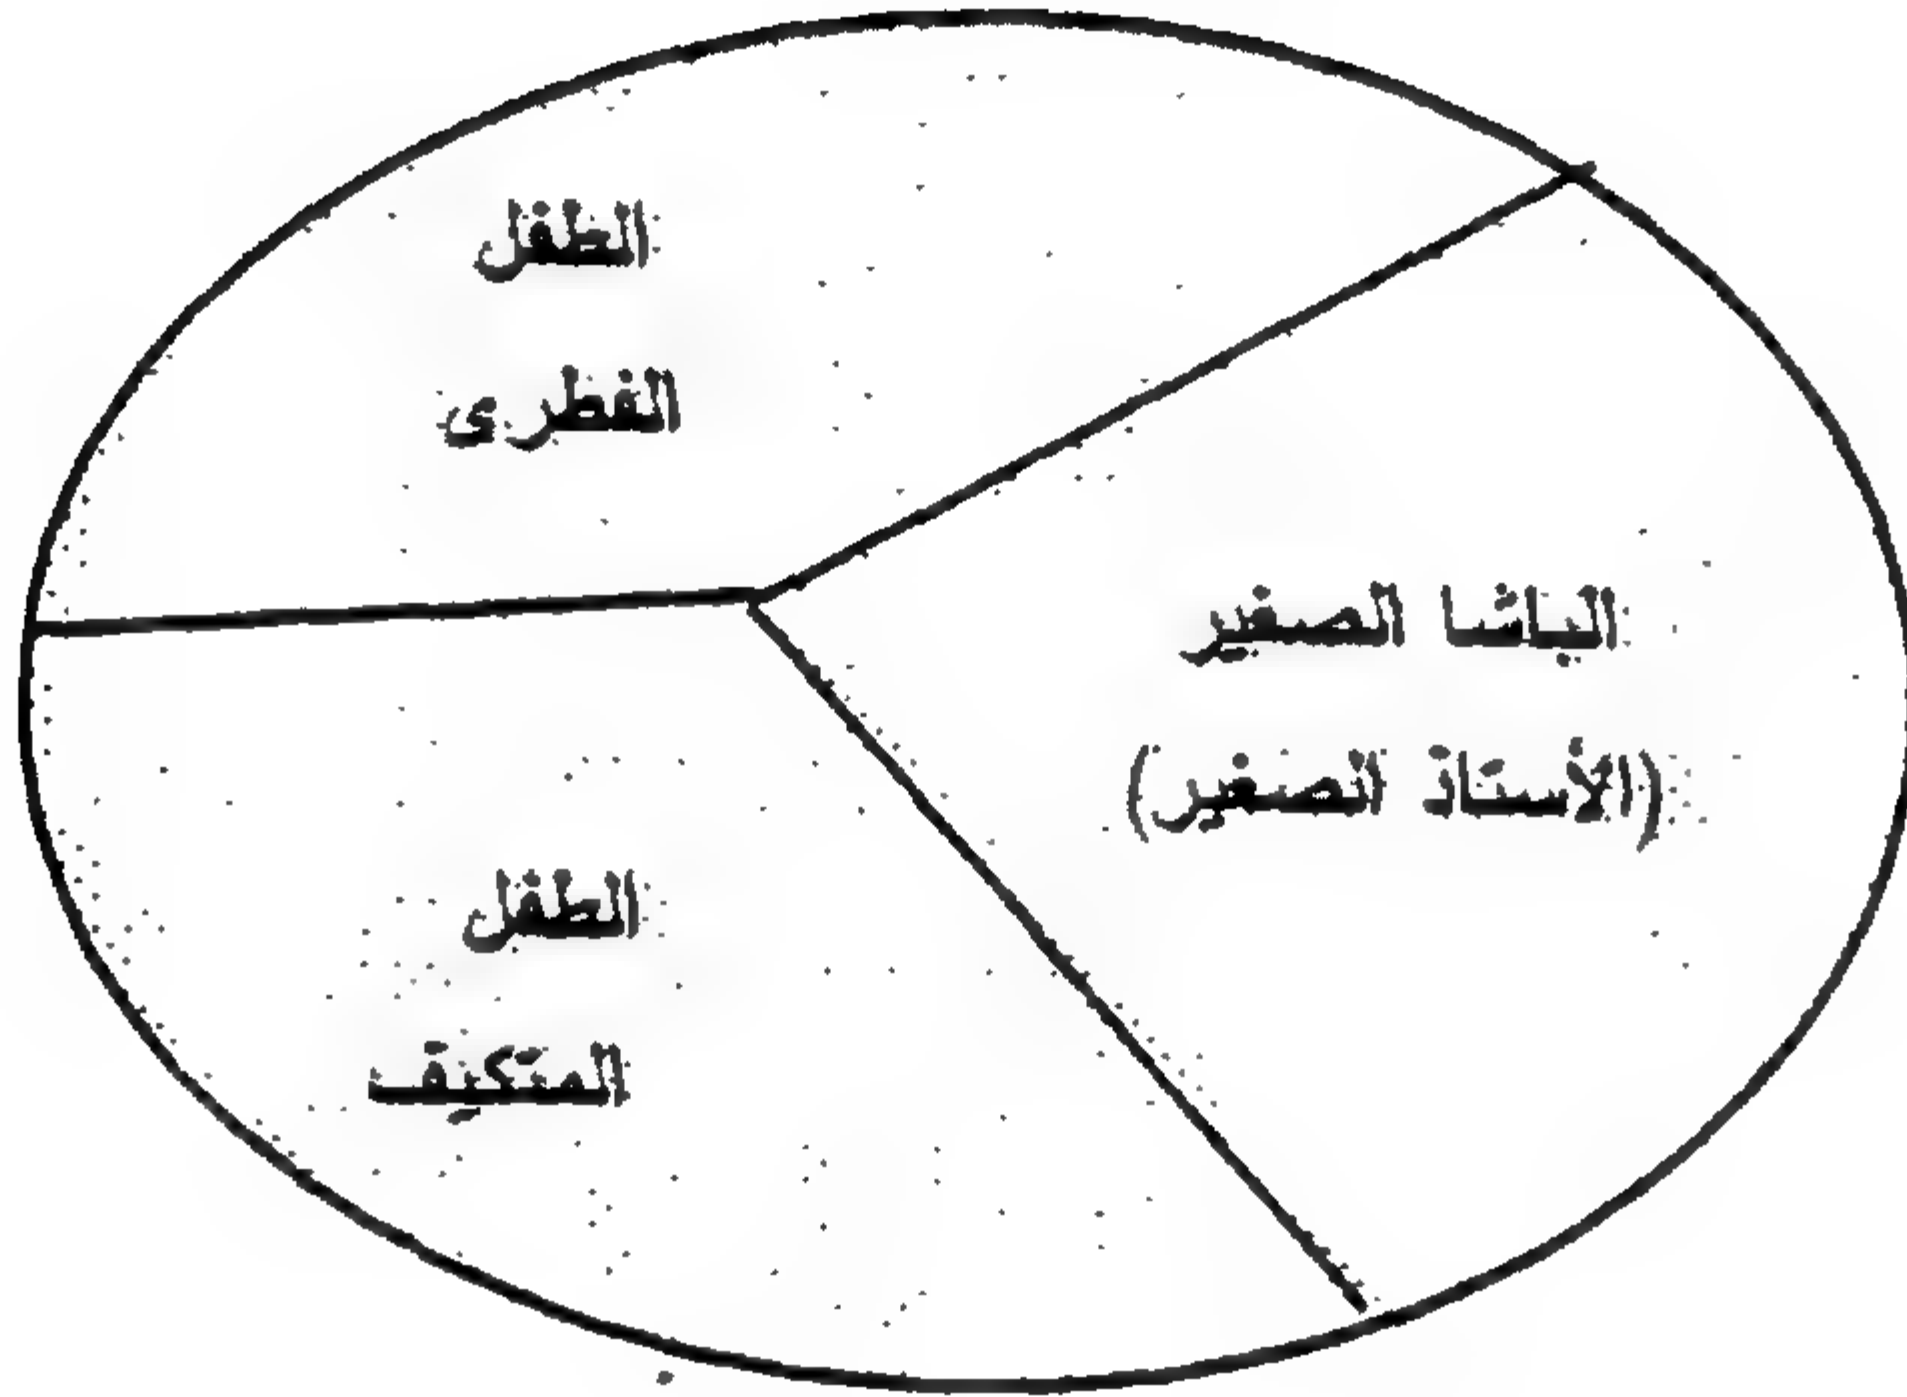 الطفل
الفطرى
الباشا الصغير
(الأستاذ الصغير)
الطفل
المتكيف